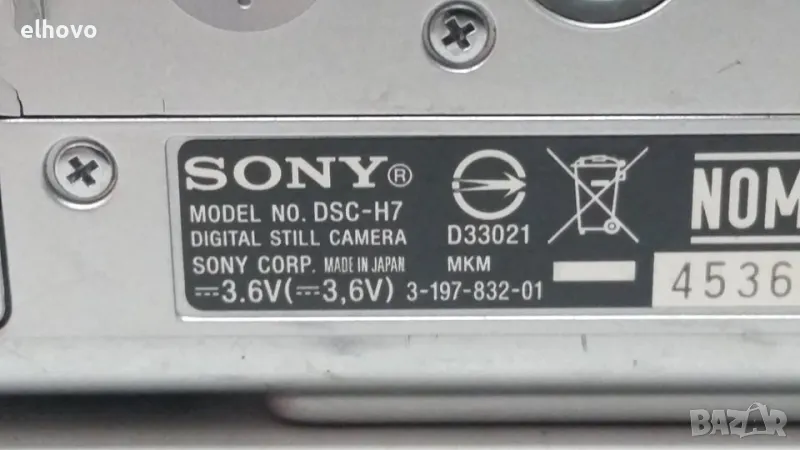 elhovo
SONY®
MODEL NO. DSC-H7
DIGITAL STILL CAMERA
SONY CORP. MADE IN JAPAN
⎓3.6V(⎓3,6V) 3-197-832-01
D33021
MKM
NOM
4536
BAZAR